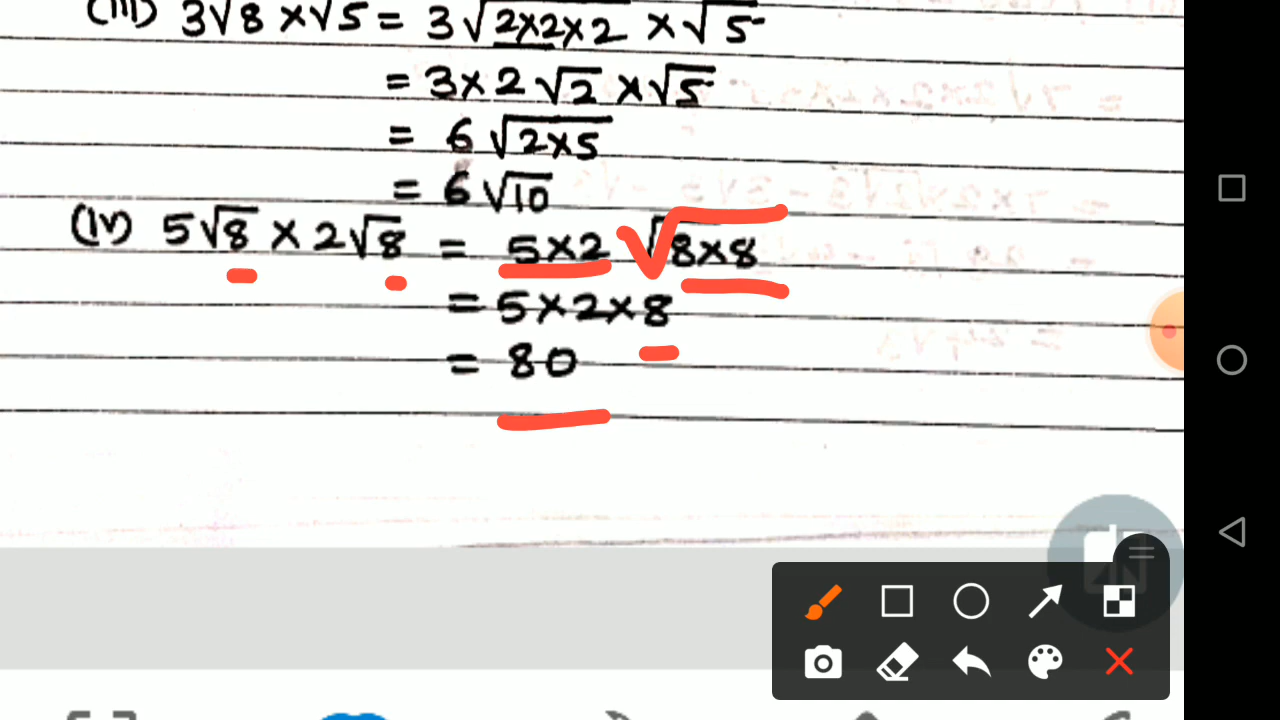 (iii) 3√8 × √5 = 3√2×2×2 × √5
= 3×2√2 × √5
= 6√2×5
= 6√10
(iv) 5√8 × 2√8 = 5×2 √8×8
= 5×2×8
= 80